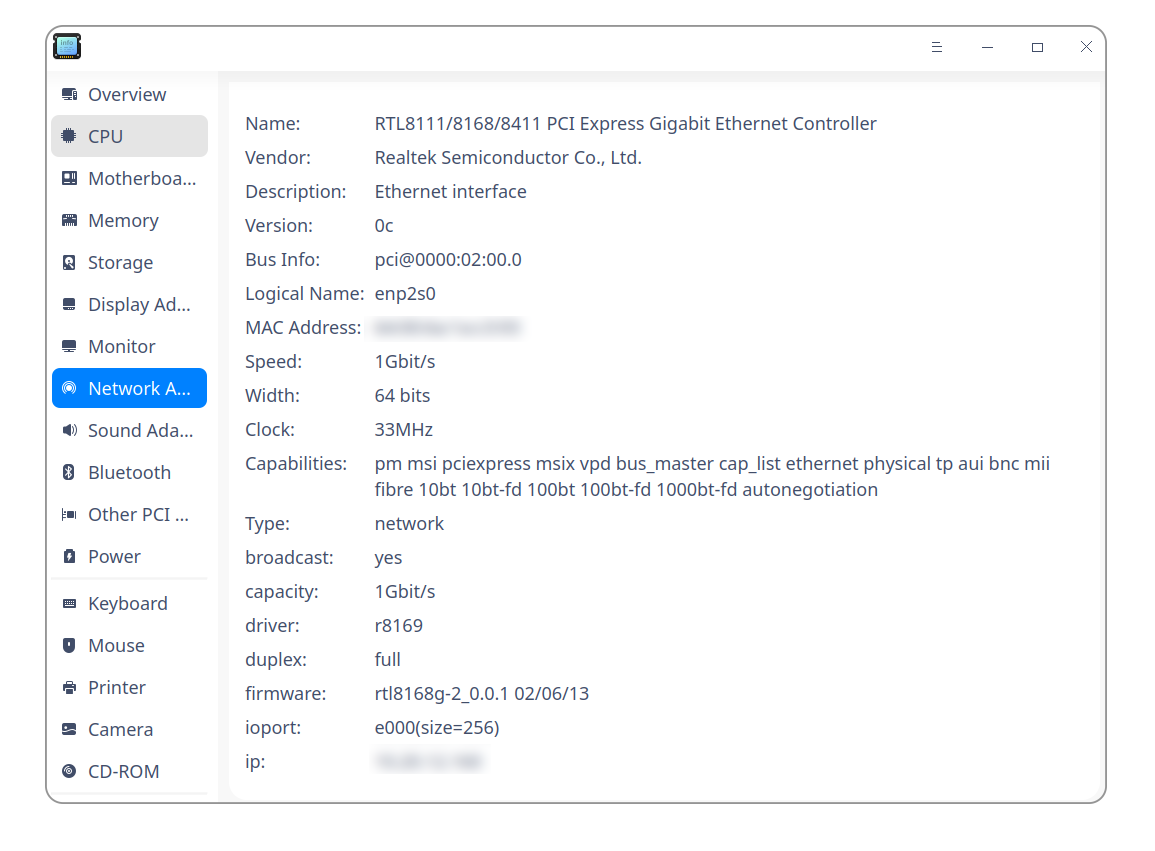 Overview
CPU
Motherboa...
Memory
Storage
Display Ad...
Monitor
Network A...
Sound Ada...
Bluetooth
Other PCI ...
Power
Keyboard
Mouse
Printer
Camera
CD-ROM
Name: RTL8111/8168/8411 PCI Express Gigabit Ethernet Controller
Vendor: Realtek Semiconductor Co., Ltd.
Description: Ethernet interface
Version: 0c
Bus Info: pci@0000:02:00.0
Logical Name: enp2s0
MAC Address:
Speed: 1Gbit/s
Width: 64 bits
Clock: 33MHz
Capabilities: pm msi pciexpress msix vpd bus_master cap_list ethernet physical tp aui bnc mii
fibre 10bt 10bt-fd 100bt 100bt-fd 1000bt-fd autonegotiation
Type: network
broadcast: yes
capacity: 1Gbit/s
driver: r8169
duplex: full
firmware: rtl8168g-2_0.0.1 02/06/13
ioport: e000(size=256)
ip: